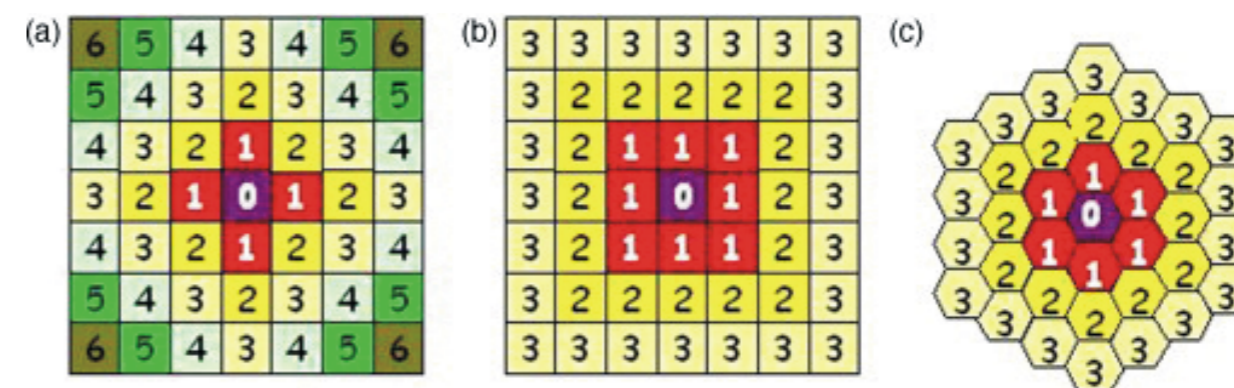 (a)
6 5 4 3 4 5 6
5 4 3 2 3 4 5
4 3 2 1 2 3 4
3 2 1 0 1 2 3
4 3 2 1 2 3 4
5 4 3 2 3 4 5
6 5 4 3 4 5 6
(b)
3 3 3 3 3 3 3
3 2 2 2 2 2 3
3 2 1 1 1 2 3
3 2 1 0 1 2 3
3 2 1 1 1 2 3
3 2 2 2 2 2 3
3 3 3 3 3 3 3
(c)
3
3 3
3 2 3
3 2 2 3
2 1 2
3 1 1 3
2 0 2
3 1 1 3
2 1 2
3 2 2 3
3 2 3
3 3
3